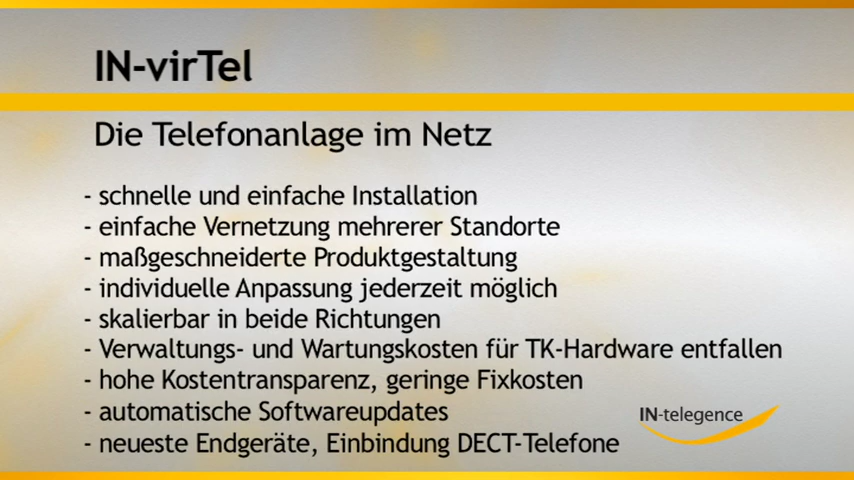 IN-virTel
Die Telefonanlage im Netz
- schnelle und einfache Installation
- einfache Vernetzung mehrerer Standorte
- maßgeschneiderte Produktgestaltung
- individuelle Anpassung jederzeit möglich
- skalierbar in beide Richtungen
- Verwaltungs- und Wartungskosten für TK-Hardware entfallen
- hohe Kostentransparenz, geringe Fixkosten
- automatische Softwareupdates
- neueste Endgeräte, Einbindung DECT-Telefone
IN-telegence